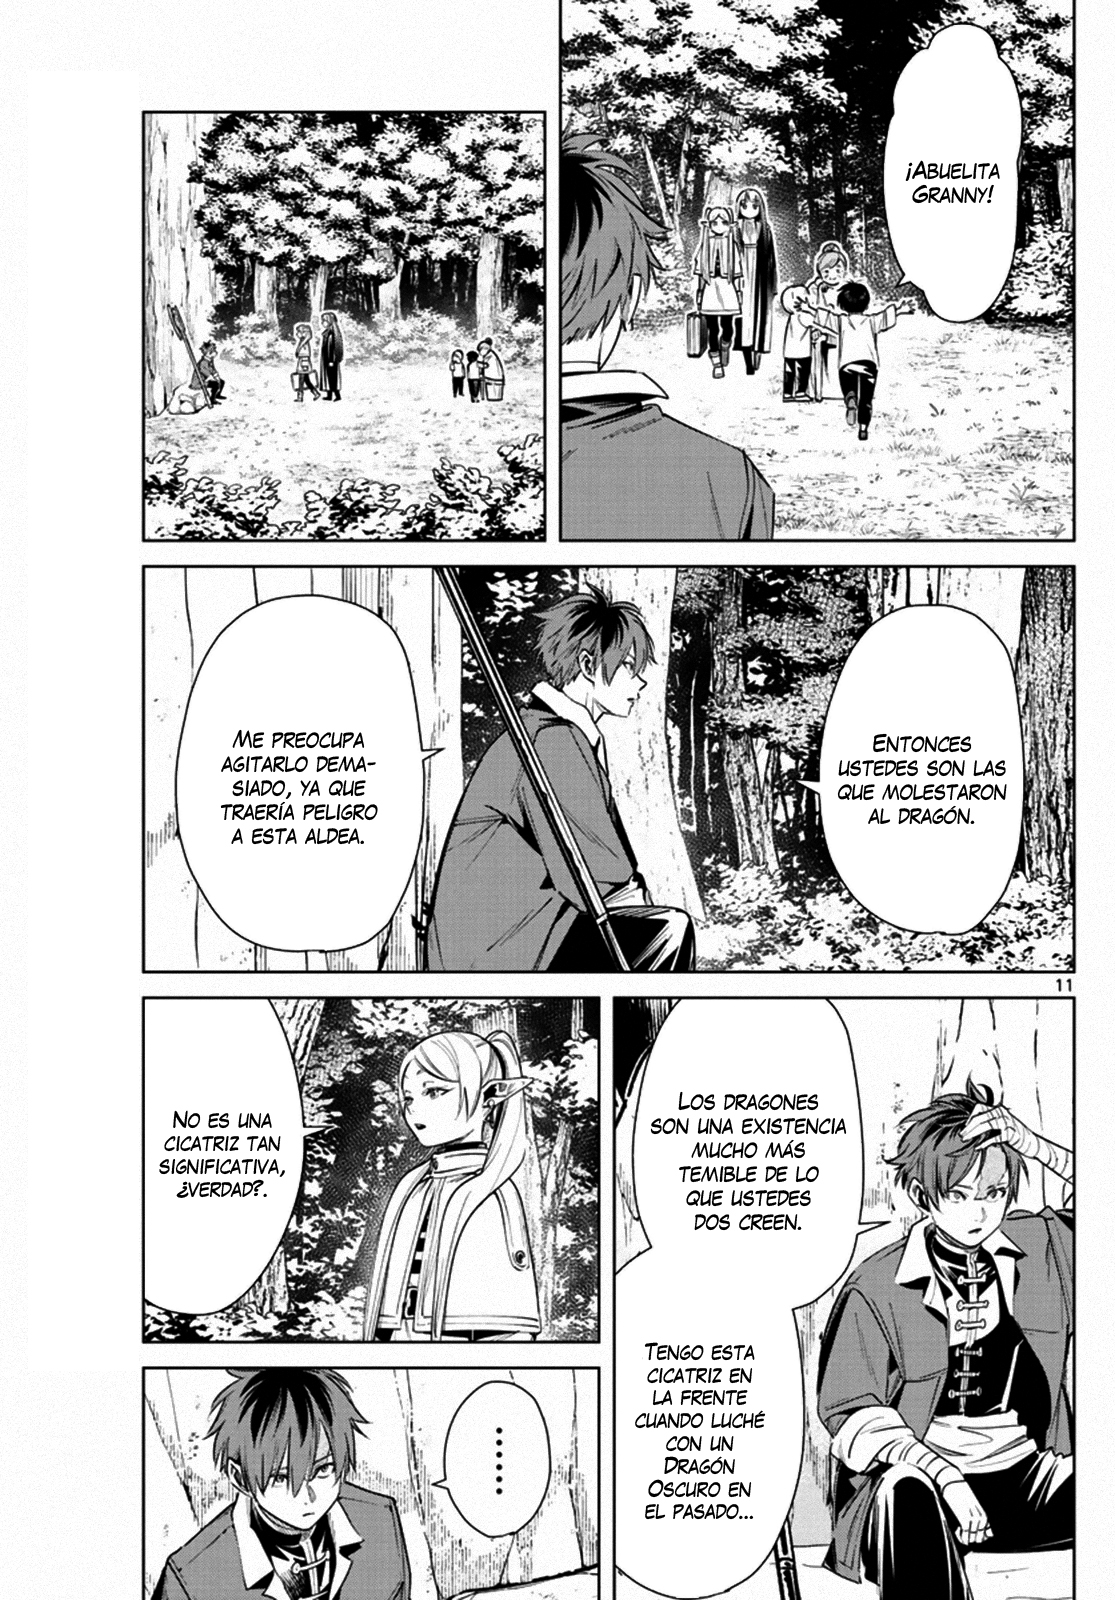 ¡ABUELITA
GRANNY!
ENTONCES
USTEDES SON LAS
QUE MOLESTARON
AL DRAGÓN.
ME PREOCUPA
AGITARLO DEMA-
SIADO, YA QUE
TRAERÍA PELIGRO
A ESTA ALDEA.
11
LOS DRAGONES
SON UNA EXISTENCIA
MUCHO MÁS
TEMIBLE DE LO
QUE USTEDES
DOS CREEN.
TENGO ESTA
CICATRIZ EN
LA FRENTE
CUANDO LUCHÉ
CON UN
DRAGÓN
OSCURO EN
EL PASADO...
NO ES UNA
CICATRIZ TAN
SIGNIFICATIVA,
¿VERDAD?.
......